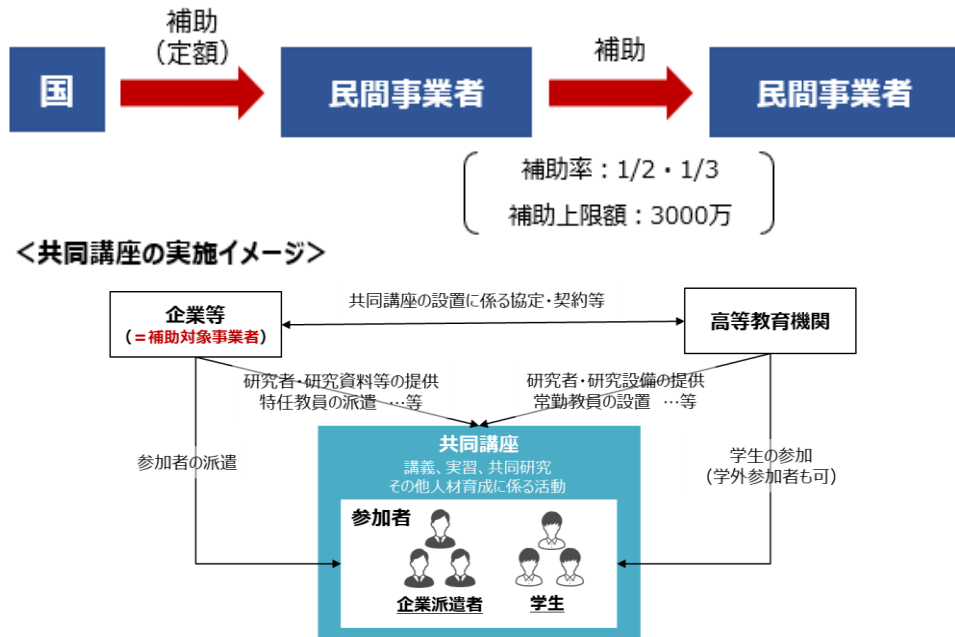 補助
（定額）
国
民間事業者
補助
民間事業者
補助率：1/2・1/3
補助上限額：3000万
＜共同講座の実施イメージ＞
企業等
（＝補助対象事業者）
共同講座の設置に係る協定・契約等
高等教育機関
研究者・研究資料等の提供
特任教員の派遣 …等
研究者・研究設備の提供
常勤教員の設置 …等
参加者の派遣
学生の参加
（学外参加者も可）
共同講座
講義、実習、共同研究
その他人材育成に係る活動
参加者
企業派遣者
学生